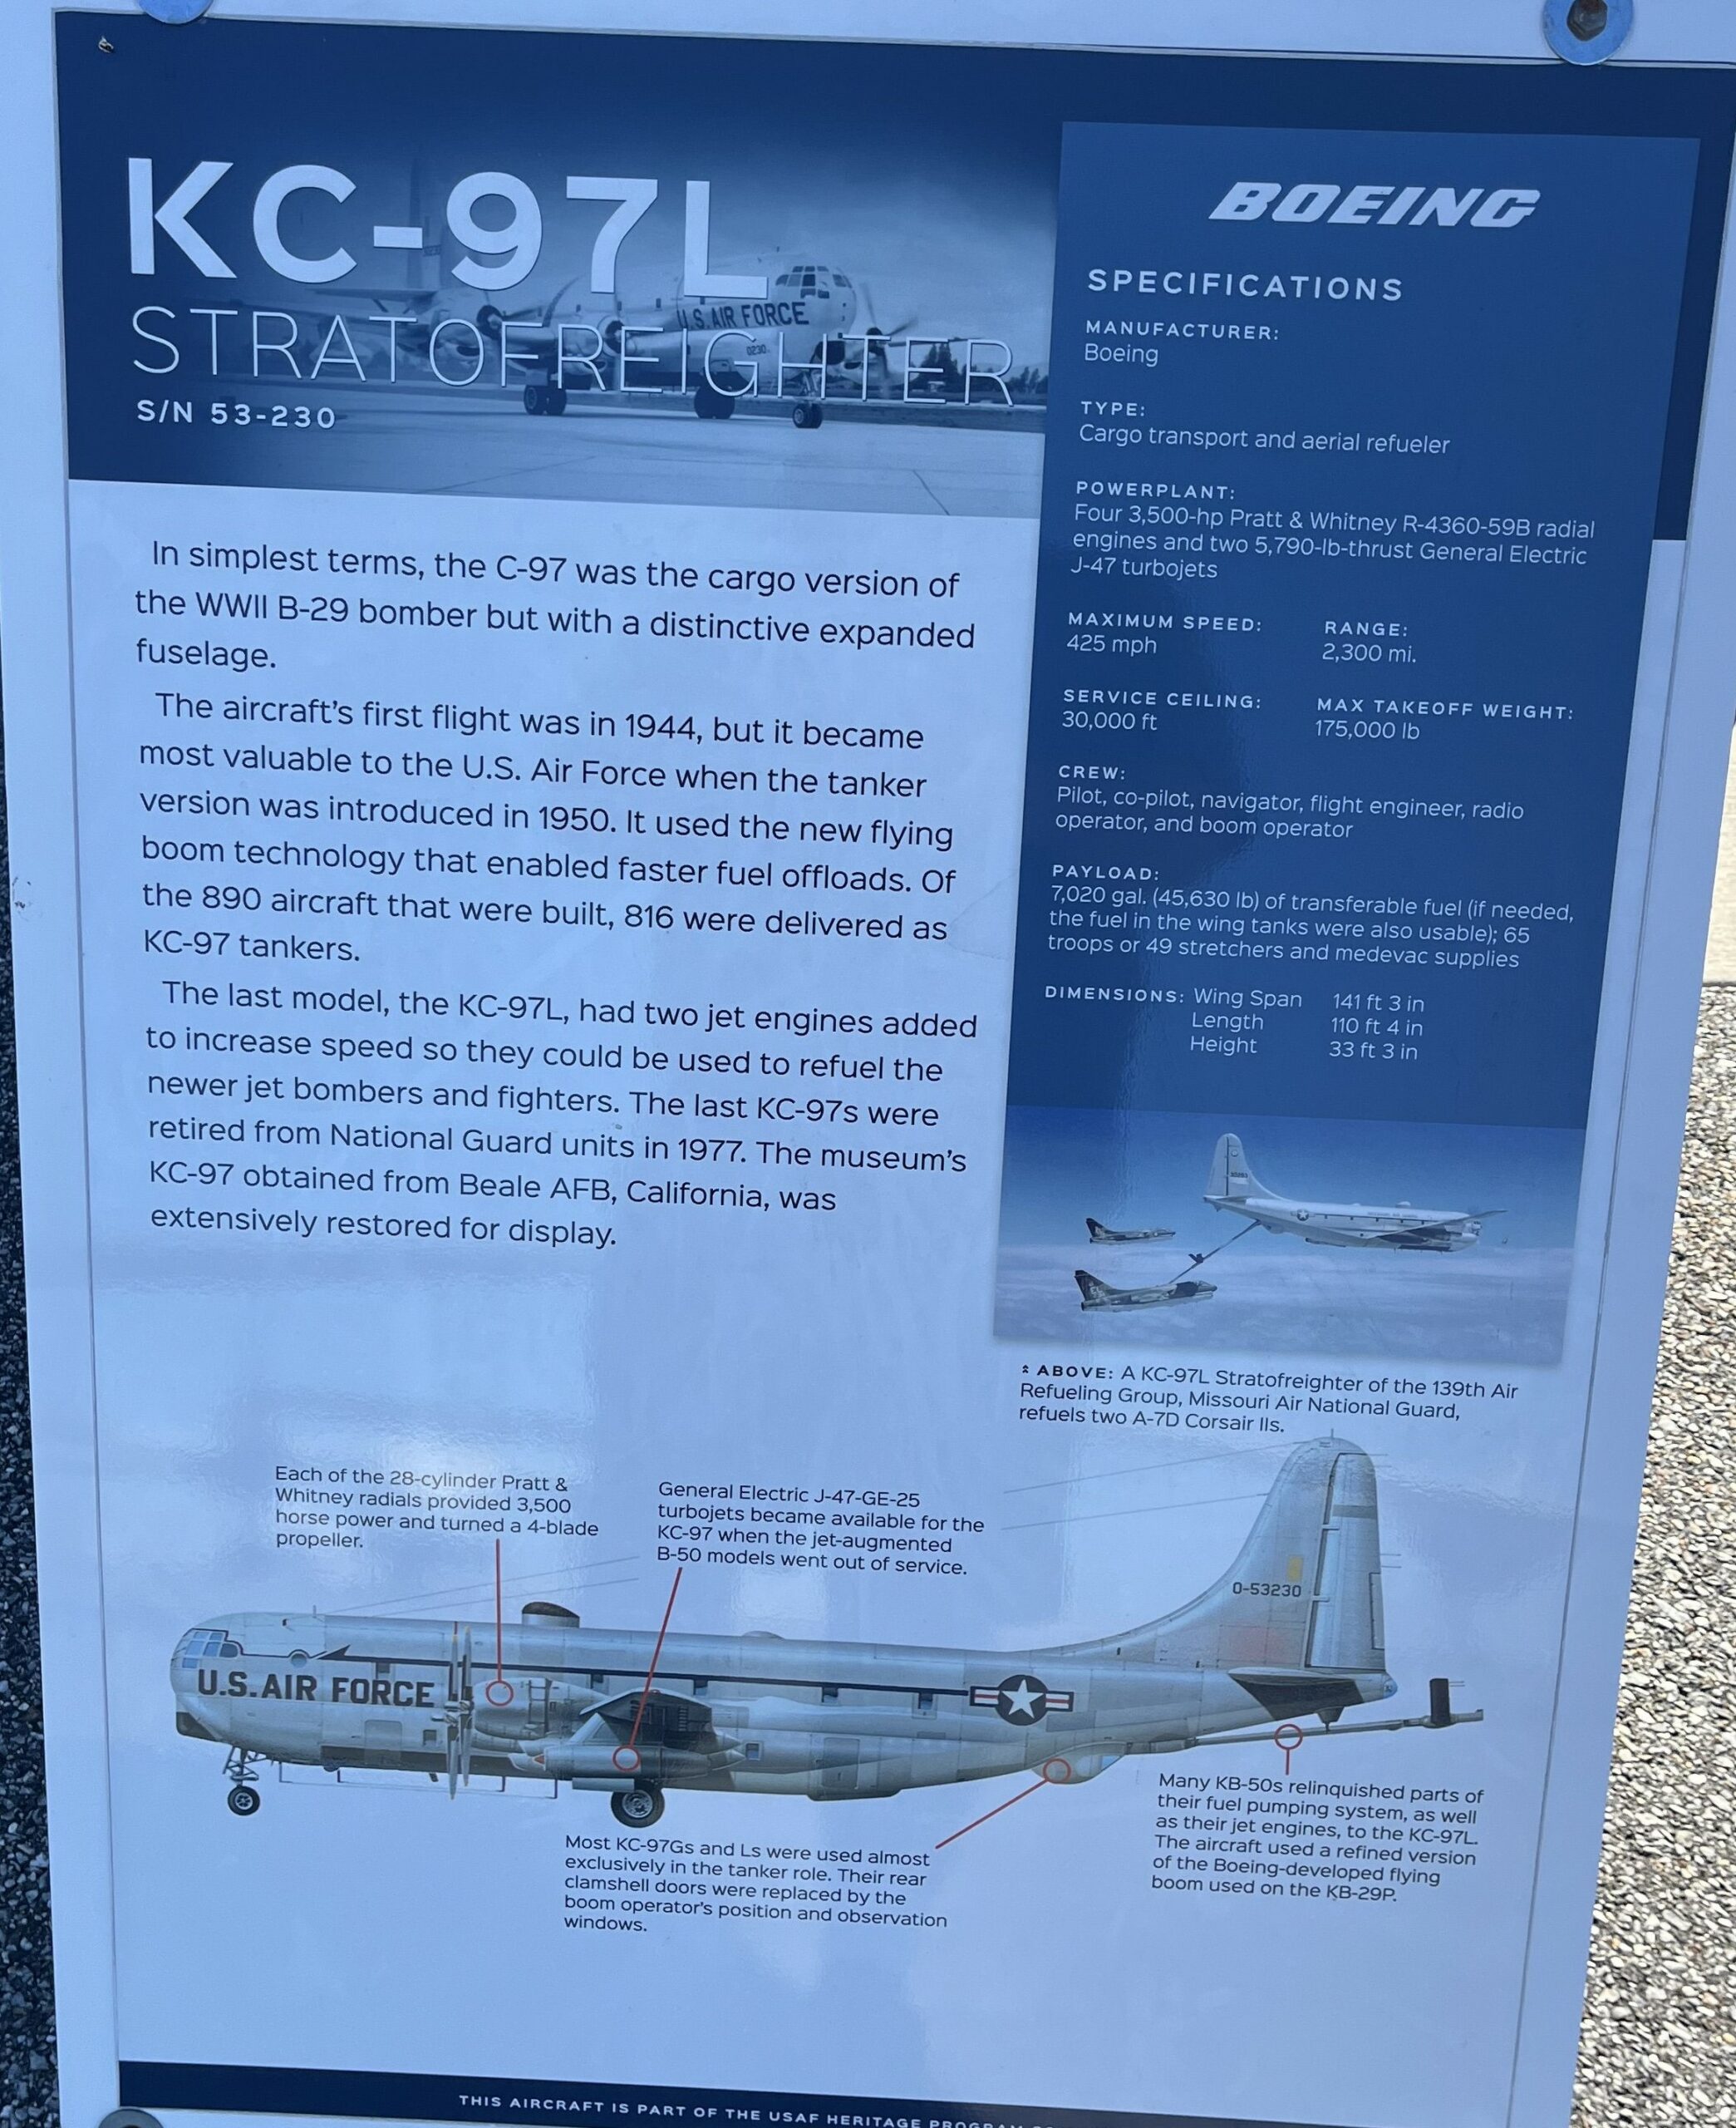 KC-97L
STRATOFREIGHTER
S/N 53-230
U.S. AIR FORCE
0230
In simplest terms, the C-97 was the cargo version of
the WWII B-29 bomber but with a distinctive expanded
fuselage.
The aircraft's first flight was in 1944, but it became
most valuable to the U.S. Air Force when the tanker
version was introduced in 1950. It used the new flying
boom technology that enabled faster fuel offloads. Of
the 890 aircraft that were built, 816 were delivered as
KC-97 tankers.
The last model, the KC-97L, had two jet engines added
to increase speed so they could be used to refuel the
newer jet bombers and fighters. The last KC-97s were
retired from National Guard units in 1977. The museum's
KC-97 obtained from Beale AFB, California, was
extensively restored for display.
BOEING
SPECIFICATIONS
MANUFACTURER:
Boeing
TYPE:
Cargo transport and aerial refueler
POWERPLANT:
Four 3,500-hp Pratt & Whitney R-4360-59B radial
engines and two 5,790-lb-thrust General Electric
J-47 turbojets
MAXIMUM SPEED:
425 mph
RANGE:
2,300 mi.
SERVICE CEILING:
30,000 ft
MAX TAKEOFF WEIGHT:
175,000 lb
CREW:
Pilot, co-pilot, navigator, flight engineer, radio
operator, and boom operator
PAYLOAD:
7,020 gal. (45,630 lb) of transferable fuel (if needed,
the fuel in the wing tanks were also usable); 65
troops or 49 stretchers and medevac supplies
DIMENSIONS: Wing Span 141 ft 3 in
Length 110 ft 4 in
Height 33 ft 3 in
ABOVE: A KC-97L Stratofreighter of the 139th Air
Refueling Group, Missouri Air National Guard,
refuels two A-7D Corsair IIs.
Each of the 28-cylinder Pratt &
Whitney radials provided 3,500
horse power and turned a 4-blade
propeller.
General Electric J-47-GE-25
turbojets became available for the
KC-97 when the jet-augmented
B-50 models went out of service.
0-53230
U.S. AIR FORCE
Most KC-97Gs and Ls were used almost
exclusively in the tanker role. Their rear
clamshell doors were replaced by the
boom operator's position and observation
windows.
Many KB-50s relinquished parts of
their fuel pumping system, as well
as their jet engines, to the KC-97L.
The aircraft used a refined version
of the Boeing-developed flying
boom used on the KB-29P.
THIS AIRCRAFT IS PART OF THE USAF HERITAGE PROGRAM